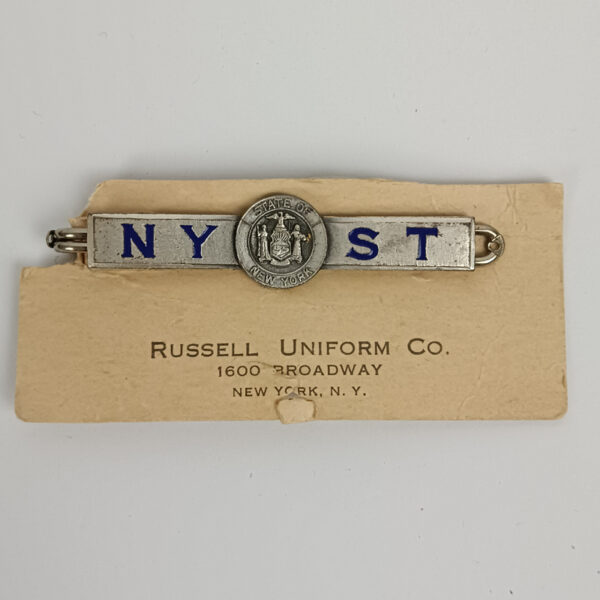 NY ST
STATE OF
NEW YORK
RUSSELL UNIFORM CO.
1600 BROADWAY
NEW YORK, N. Y.